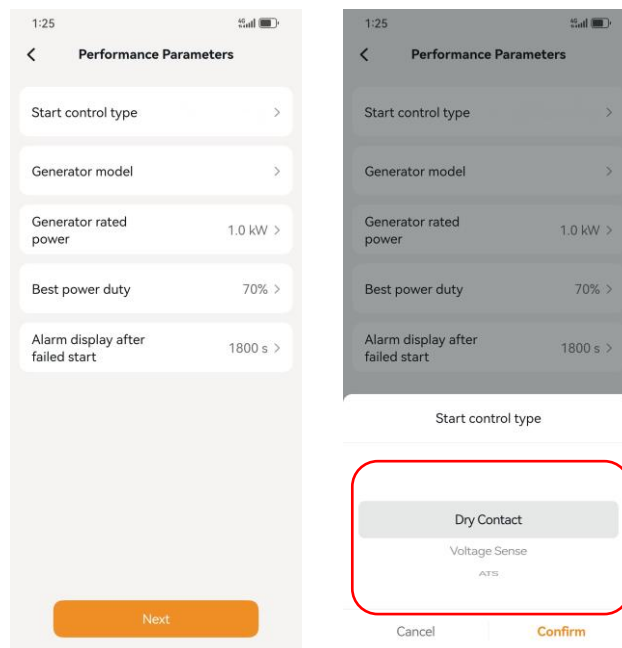 1:25
Performance Parameters
Start control type
Generator model
Generator rated
power
1.0 kW
Best power duty
70%
Alarm display after
failed start
1800 s
Next
1:25
Performance Parameters
Start control type
Generator model
Generator rated
power
1.0 kW
Best power duty
70%
Alarm display after
failed start
1800 s
Start control type
Dry Contact
Voltage Sense
ATS
Cancel
Confirm